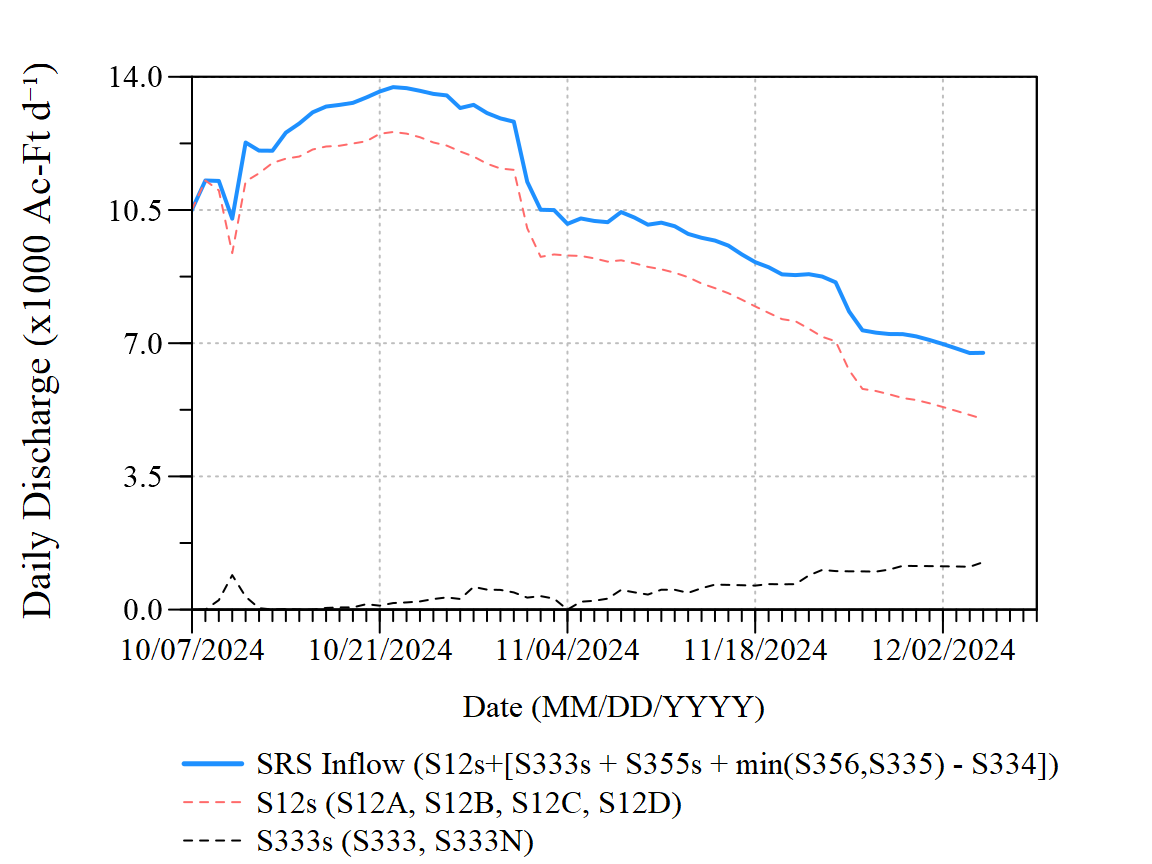 Daily Discharge (x1000 Ac-Ft d⁻¹)
14.0
10.5
7.0
3.5
0.0
10/07/2024 10/21/2024 11/04/2024 11/18/2024 12/02/2024
Date (MM/DD/YYYY)
SRS Inflow (S12s+[S333s + S355s + min(S356,S335) - S334])
S12s (S12A, S12B, S12C, S12D)
S333s (S333, S333N)